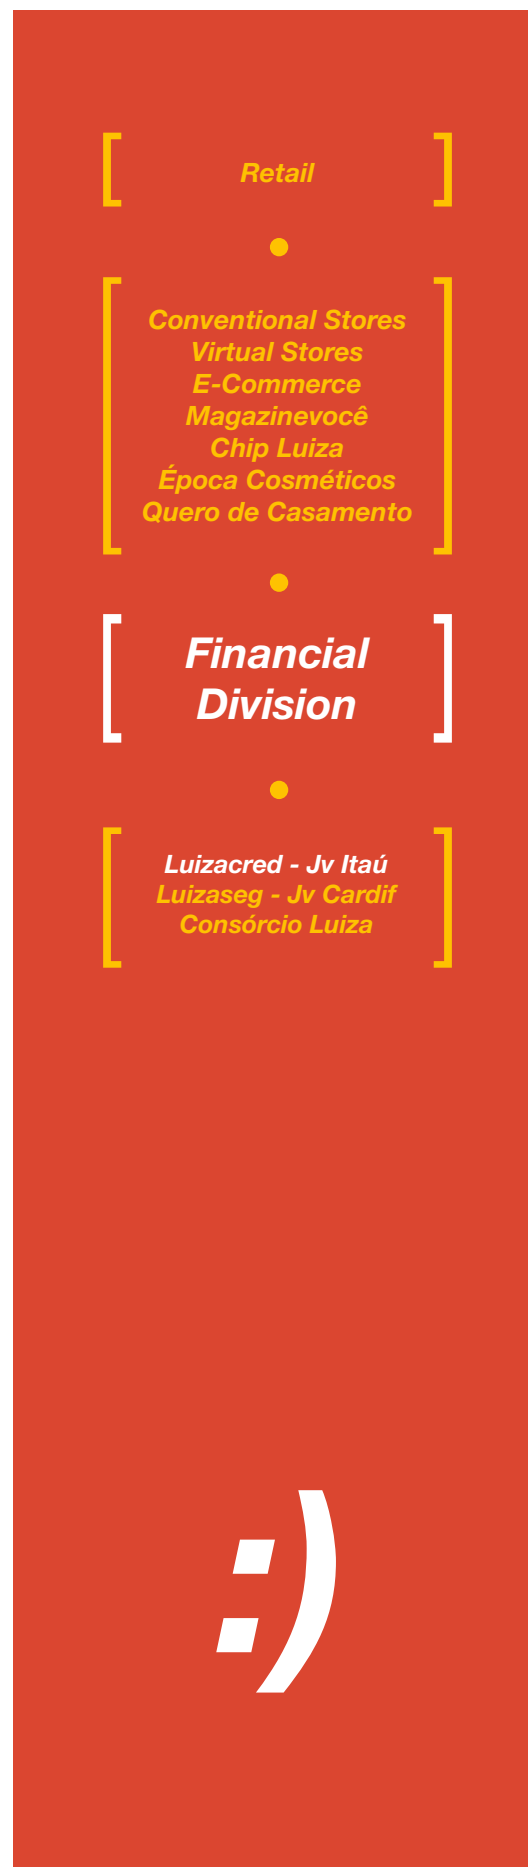 [ Retail ]
•
[ Conventional Stores
Virtual Stores
E-Commerce
Magazinevocê
Chip Luiza
Época Cosméticos
Quero de Casamento ]
•
[ Financial
Division ]
•
[ Luizacred - Jv Itaú
Luizaseg - Jv Cardif
Consórcio Luiza ]
:)